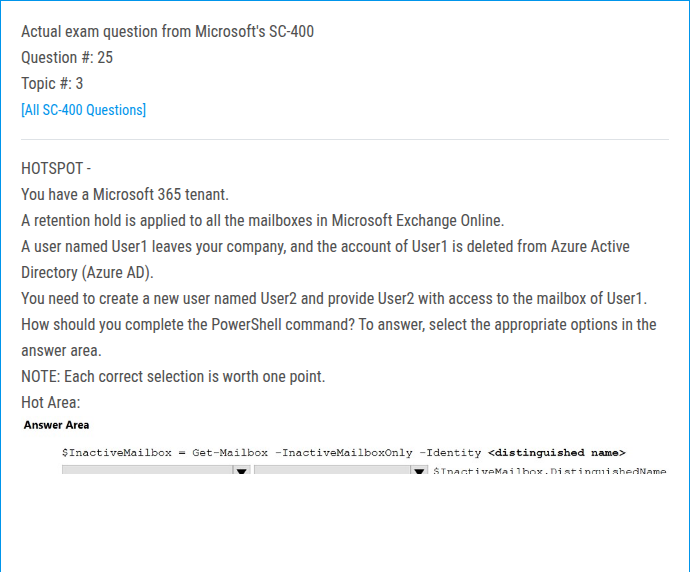 Actual exam question from Microsoft's SC-400
Question #: 25
Topic #: 3
[All SC-400 Questions]
HOTSPOT -
You have a Microsoft 365 tenant.
A retention hold is applied to all the mailboxes in Microsoft Exchange Online.
A user named User1 leaves your company, and the account of User1 is deleted from Azure Active
Directory (Azure AD).
You need to create a new user named User2 and provide User2 with access to the mailbox of User1.
How should you complete the PowerShell command? To answer, select the appropriate options in the
answer area.
NOTE: Each correct selection is worth one point.
Hot Area:
Answer Area
$InactiveMailbox = Get-Mailbox -InactiveMailboxOnly -Identity <distinguished name>
$InactiveMailbox.DistinguishedName